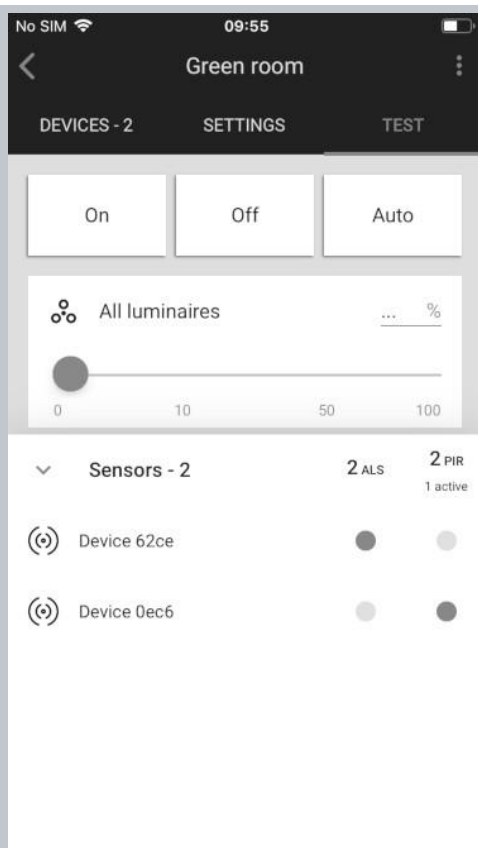 No SIM 09:55
Green room
DEVICES - 2 SETTINGS TEST
On Off Auto
All luminaires ... %
0 10 50 100
Sensors - 2 2 ALS 2 PIR
1 active
Device 62ce
Device 0ec6